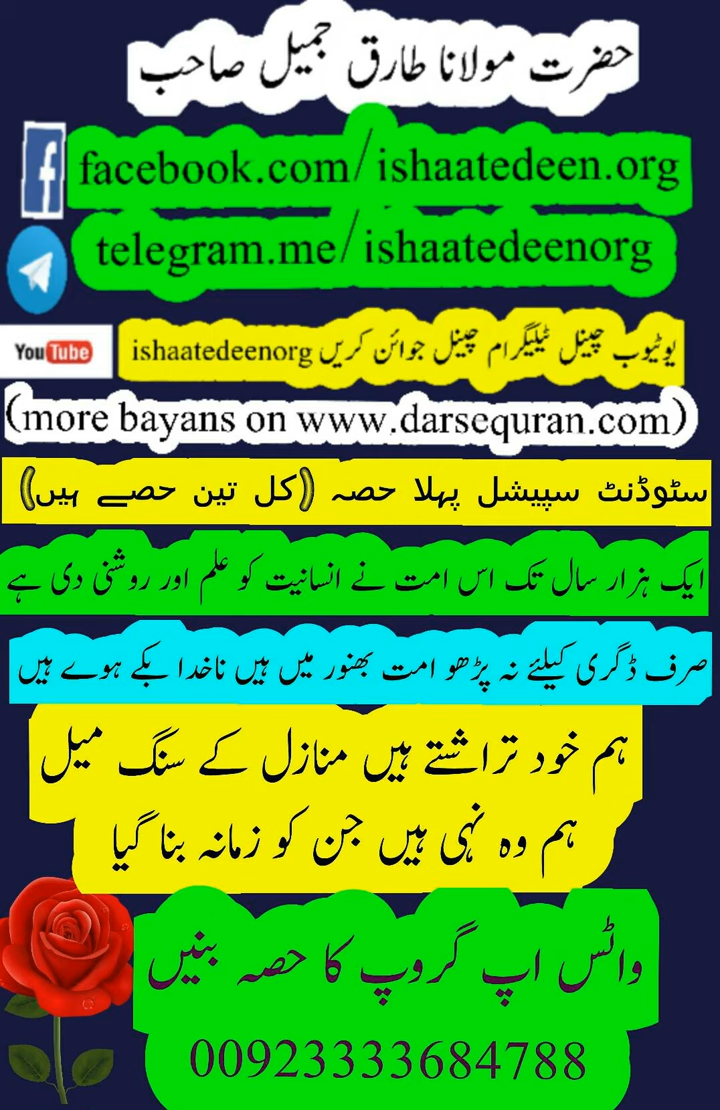 حضرت مولانا طارق جمیل صاحب
f facebook.com/ishaatedeen.org
telegram.me/ishaatedeenorg
YouTube یوٹیوب چینل ٹیلیگرام چینل جوائن کریں ishaatedeenorg
(more bayans on www.darsequran.com)
سٹوڈنٹ سپیشل پہلا حصہ (کل تین حصے ہیں)
ایک ہزار سال تک اس امت نے انسانیت کو علم اور روشنی دی ہے
صرف ڈگری کیلئے نہ پڑھو امت بھنور میں ہیں ناخدا بکے ہوے ہیں
ہم خود تراشتے ہیں منازل کے سنگ میل
ہم وہ نہی ہیں جن کو زمانہ بنا گیا
واٹس اپ گروپ کا حصہ بنیں
00923333684788